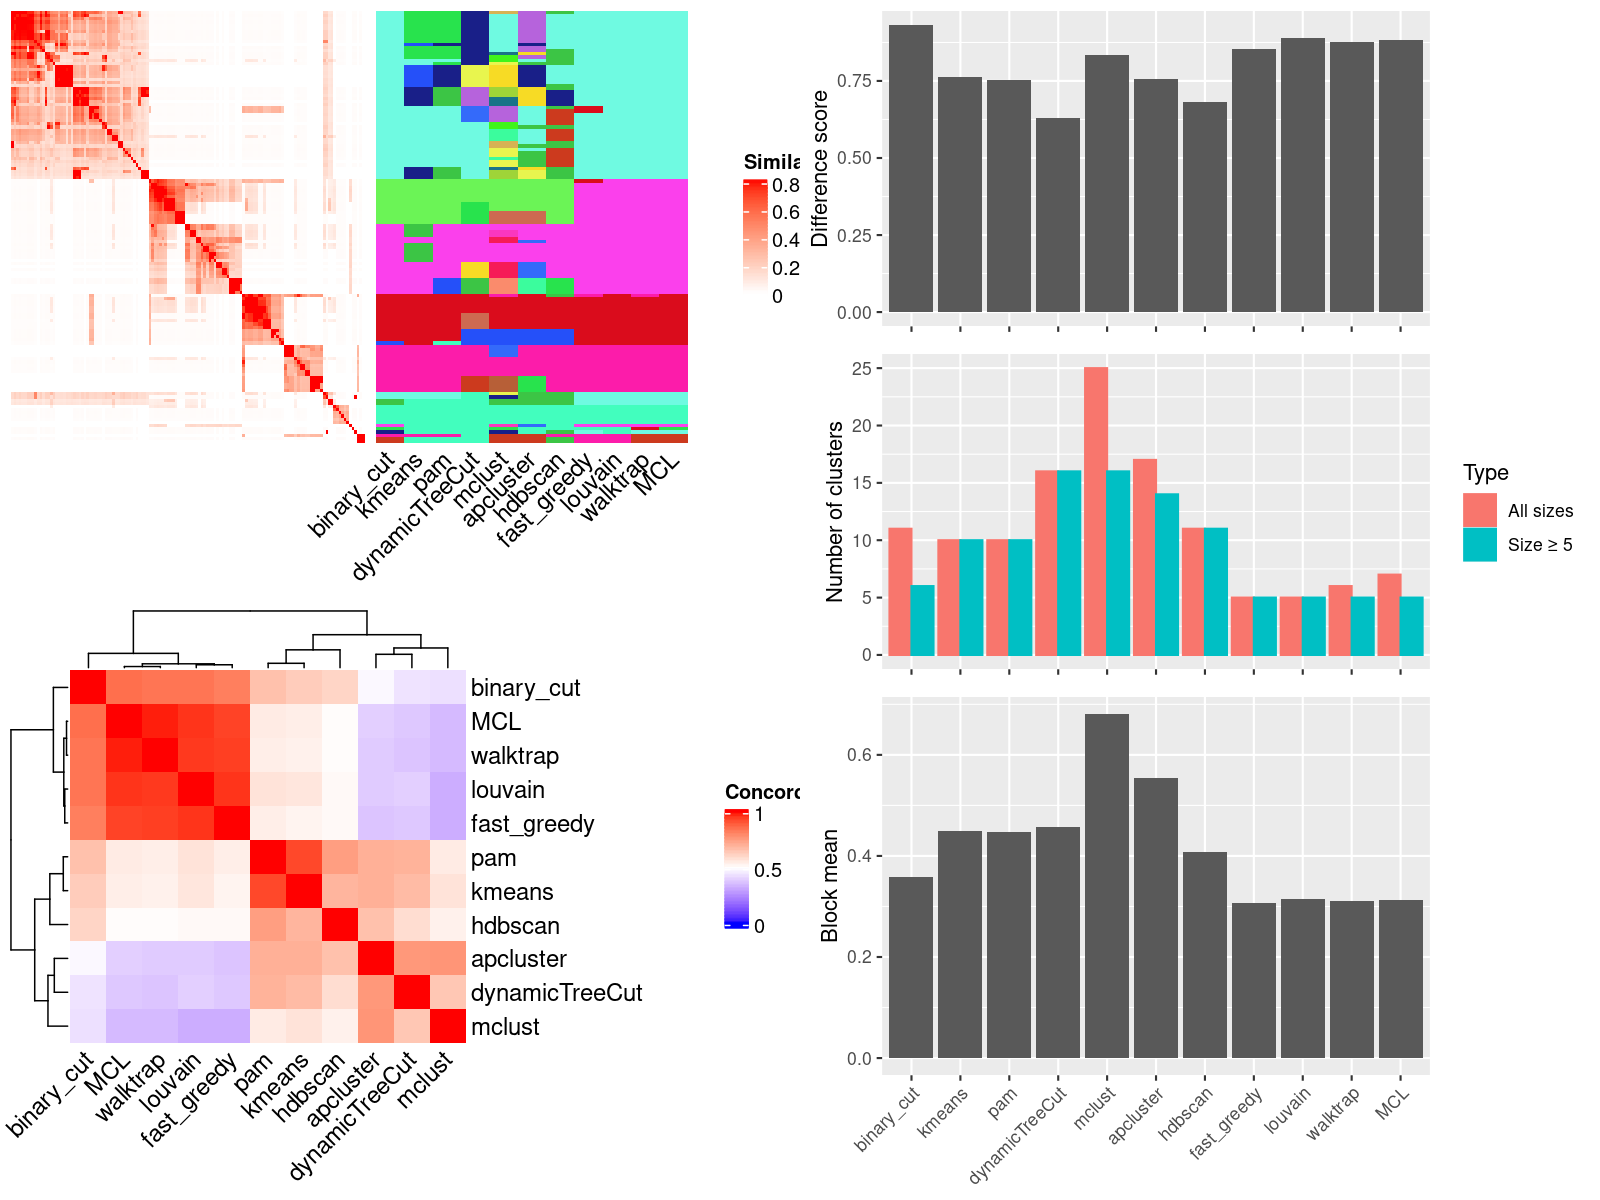 Simila
0.8
0.6
0.4
0.2
0
binary_cut
kmeans
pam
dynamicTreeCut
mclust
apcluster
hdbscan
fast_greedy
louvain
walktrap
MCL
Difference score
0.75
0.50
0.25
0.00
Number of clusters
25
20
15
10
5
0
Type
All sizes
Size ≥ 5
binary_cut
MCL
walktrap
louvain
fast_greedy
pam
kmeans
hdbscan
apcluster
dynamicTreeCut
mclust
binary_cut
MCL
walktrap
louvain
fast_greedy
pam
kmeans
hdbscan
apcluster
dynamicTreeCut
mclust
Concord
1
0.5
0
Block mean
0.6
0.4
0.2
0.0
binary_cut
kmeans
pam
dynamicTreeCut
mclust
apcluster
hdbscan
fast_greedy
louvain
walktrap
MCL